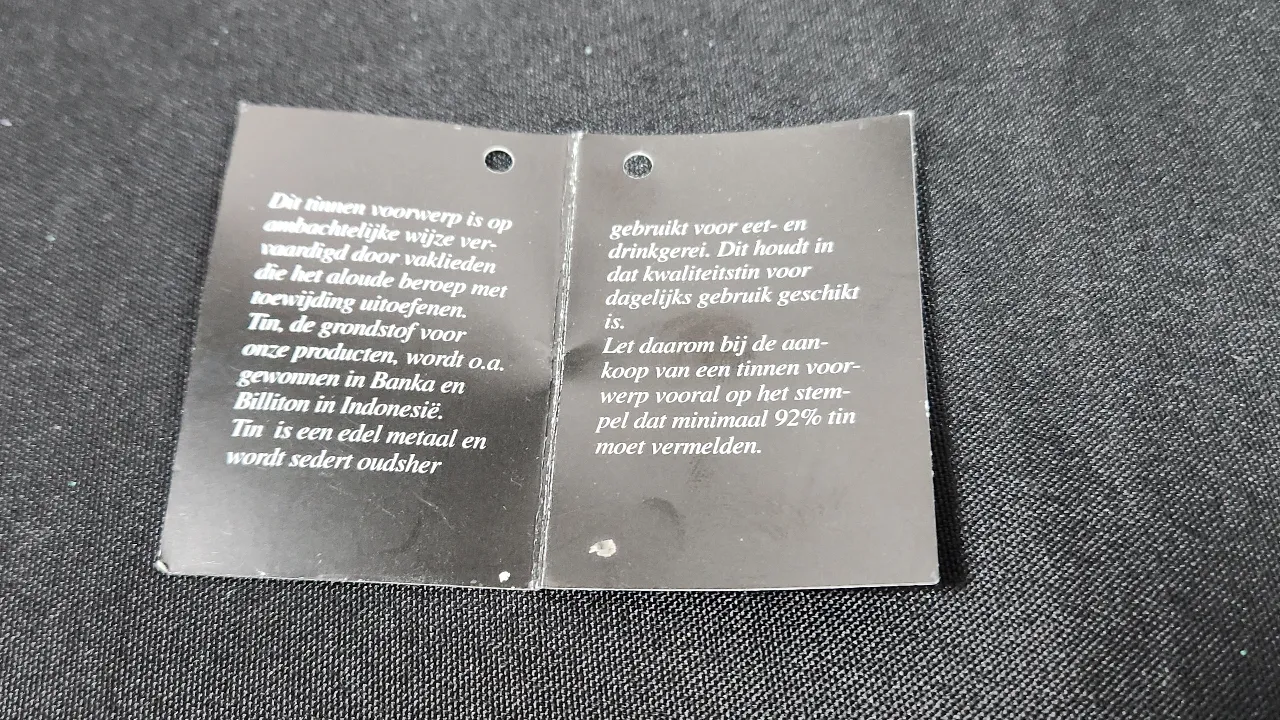 Dit tinnen voorwerp is op
ambachtelijke wijze ver-
vaardigd door vaklieden
die het aloude beroep met
toewijding uitoefenen.
Tin, de grondstof voor
onze producten, wordt o.a.
gewonnen in Banka en
Billiton in Indonesië.
Tin is een edel metaal en
wordt sedert oudsher
gebruikt voor eet- en
drinkgerei. Dit houdt in
dat kwaliteitstin voor
dagelijks gebruik geschikt
is.
Let daarom bij de aan-
koop van een tinnen voor-
werp vooral op het stem-
pel dat minimaal 92% tin
moet vermelden.